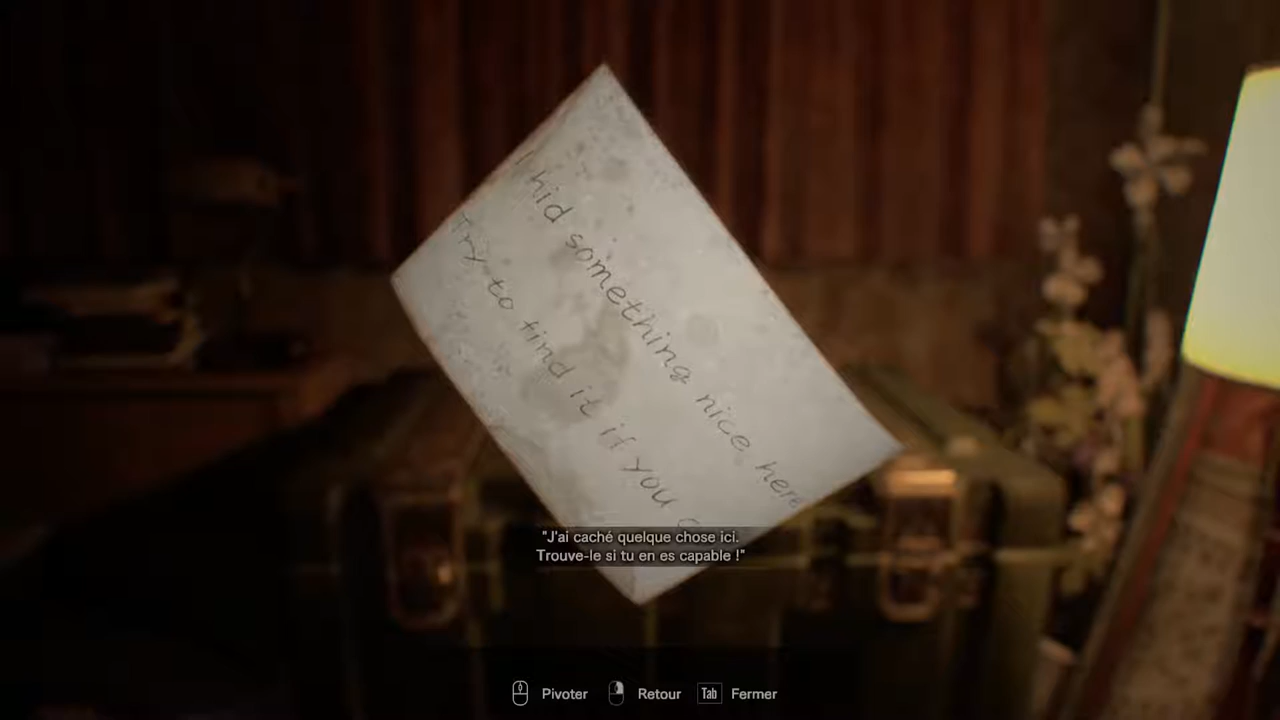 I hid something nice here
Try to find it if you
"J'ai caché quelque chose ici.
Trouve-le si tu en es capable !"
Pivoter Retour Tab Fermer